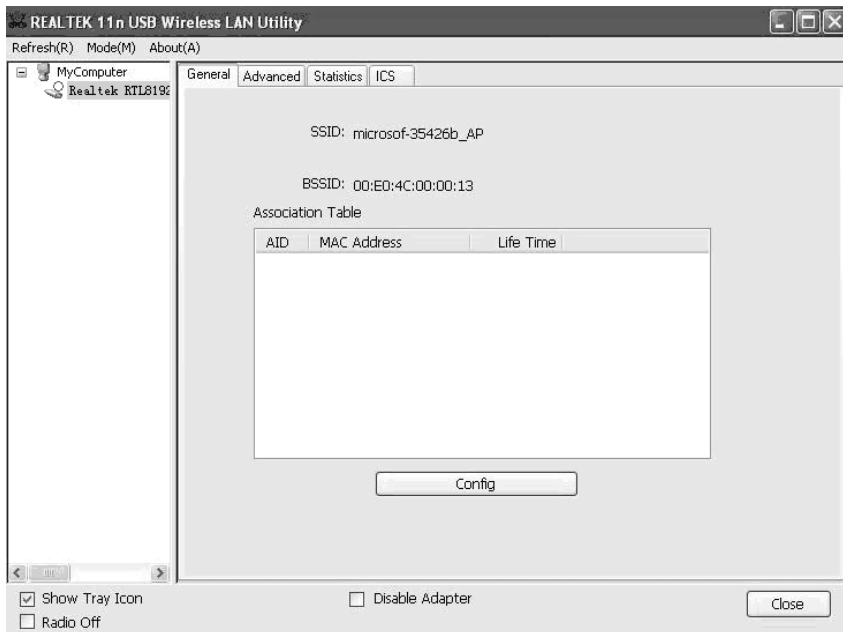 REALTEK 11n USB Wireless LAN Utility
Refresh(R) Mode(M) About(A)
MyComputer
Realtek RTL8192
General Advanced Statistics ICS
SSID: microsof-35426b_AP
BSSID: 00:E0:4C:00:00:13
Association Table
AID MAC Address Life Time
Config
Show Tray Icon
Disable Adapter
Radio Off
Close